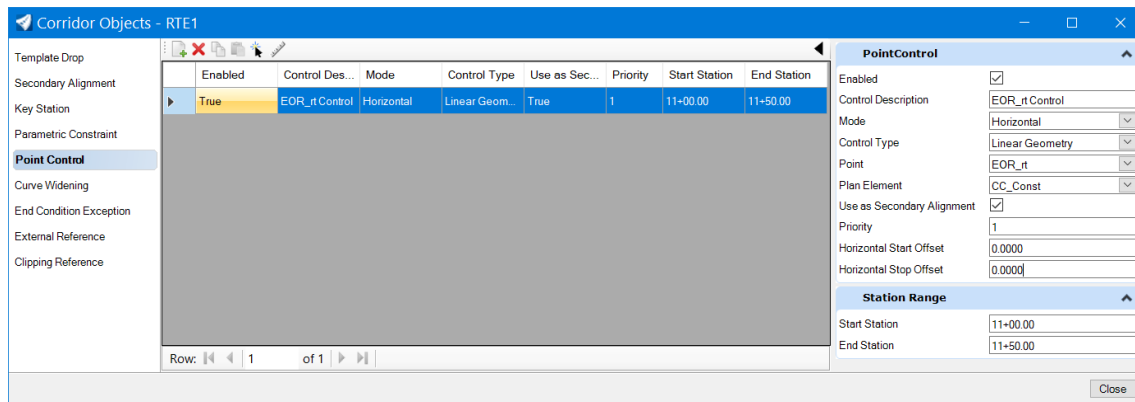 Corridor Objects - RTE1
Template Drop
Secondary Alignment
Key Station
Parametric Constraint
Point Control
Curve Widening
End Condition Exception
External Reference
Clipping Reference
Enabled Control Des... Mode Control Type Use as Sec... Priority Start Station End Station
True EOR_rt Control Horizontal Linear Geom... True 1 11+00.00 11+50.00
Row: 1 of 1
PointControl
Enabled
Control Description EOR_rt Control
Mode Horizontal
Control Type Linear Geometry
Point EOR_rt
Plan Element CC_Const
Use as Secondary Alignment
Priority 1
Horizontal Start Offset 0.0000
Horizontal Stop Offset 0.0000
Station Range
Start Station 11+00.00
End Station 11+50.00
Close